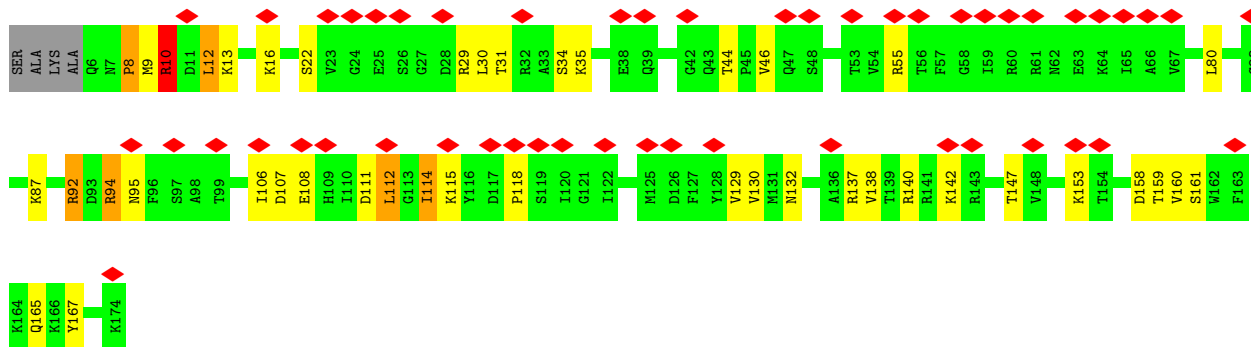 SER ALA LYS ALA Q6 N7 P8 M9 R10 D11 L12 K13 K16 S22 V23 G24 E25 S26 G27 D28 R29 L30 T31 R32 A33 S34 K35 E38 Q39 G42 Q43 T44 P45 V46 Q47 S48 T53 V54 R55 T56 F57 G58 I59 R60 R61 N62 E63 K64 I65 A66 V67 L80
K87 R92 D93 R94 N95 F96 S97 A98 T99 I106 D107 E108 H109 I110 D111 L112 G113 I114 K115 Y116 D117 P118 S119 I120 G121 I122 M125 D126 F127 Y128 V129 V130 M131 N132 A136 R137 V138 T139 R140 R141 K142 R143 T147 V148 K153 T154 D158 T159 V160 S161 W162 F163
K164 Q165 K166 Y167 K174